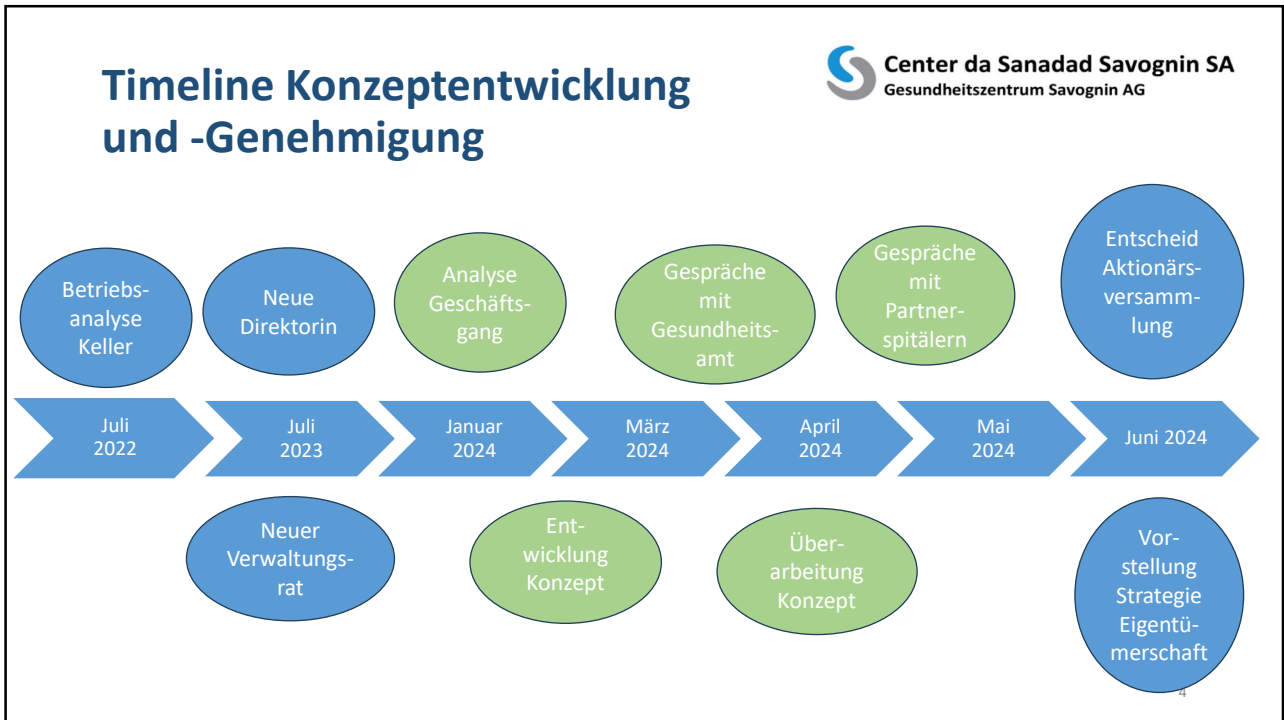 Timeline Konzeptentwicklung
und -Genehmigung
Center da Sanadad Savognin SA
Gesundheitszentrum Savognin AG
Betriebs-
analyse
Keller
Neue
Direktorin
Analyse
Geschäfts-
gang
Gespräche
mit
Gesundheits-
amt
Gespräche
mit
Partner-
spitälern
Entscheid
Aktionärs-
versamm-
lung
Juli
2022
Juli
2023
Januar
2024
März
2024
April
2024
Mai
2024
Juni 2024
Neuer
Verwaltungs-
rat
Ent-
wicklung
Konzept
Über-
arbeitung
Konzept
Vor-
stellung
Strategie
Eigentü-
merschaft
4